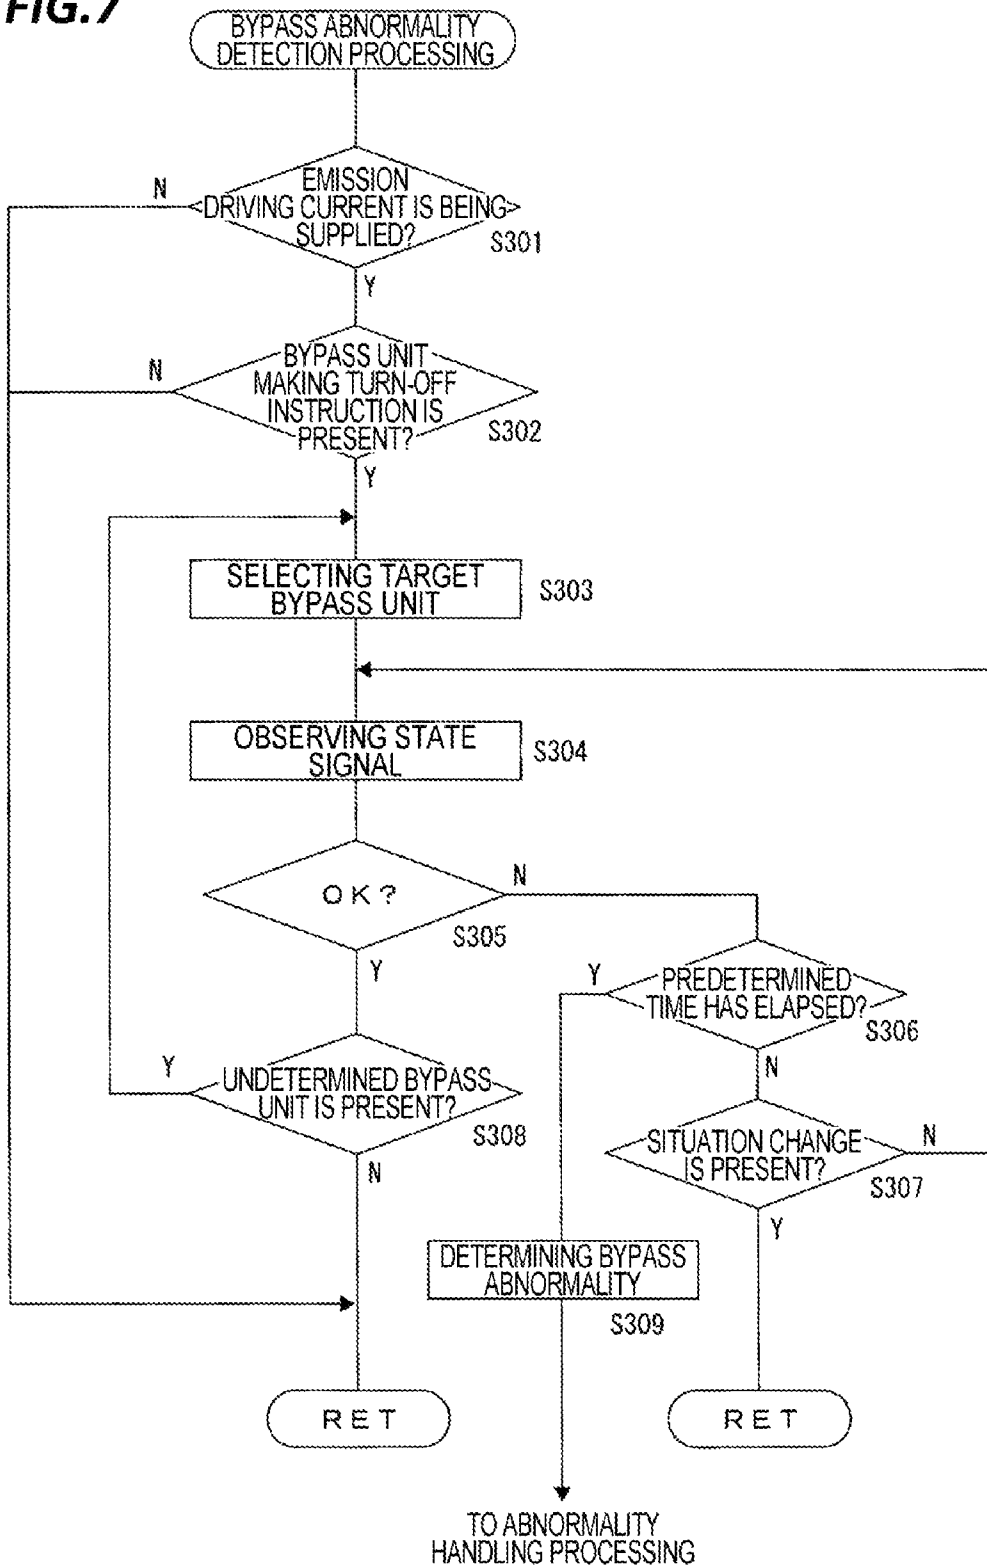 FIG.7
BYPASS ABNORMALITY
DETECTION PROCESSING
N
EMISSION
DRIVING CURRENT IS BEING
SUPPLIED?
S301
Y
N
BYPASS UNIT
MAKING TURN-OFF
INSTRUCTION IS
PRESENT?
S302
Y
SELECTING TARGET
BYPASS UNIT
S303
OBSERVING STATE
SIGNAL
S304
OK?
N
S305
Y
Y
PREDETERMINED
TIME HAS ELAPSED?
S306
N
Y
UNDETERMINED BYPASS
UNIT IS PRESENT?
S308
N
SITUATION CHANGE
IS PRESENT?
N
S307
Y
DETERMINING BYPASS
ABNORMALITY
S309
RET
RET
TO ABNORMALITY
HANDLING PROCESSING